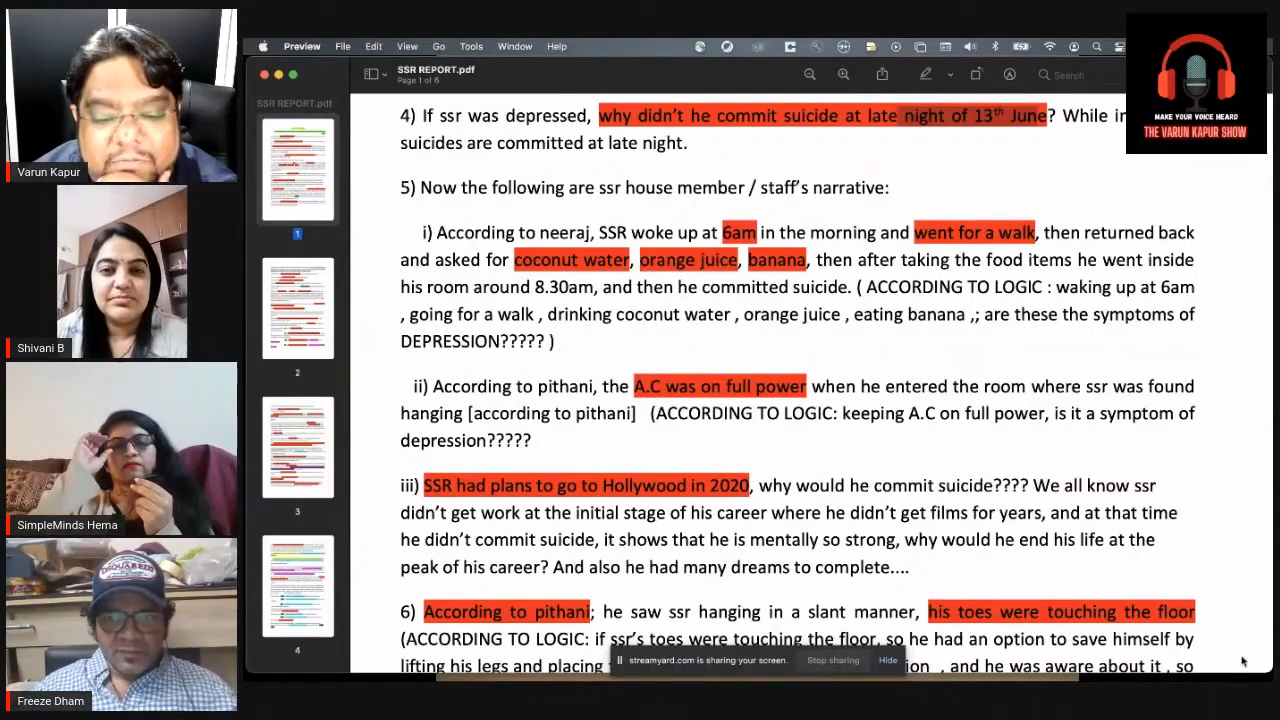 Preview File Edit View Go Tools Window Help
SSR REPORT.pdf
Page 1 of 6
Search
MAKE YOUR VOICE HEARD
THE VARUN KAPUR SHOW
SSR REPORT.pdf
1
2
3
4
4) If ssr was depressed, why didn't he commit suicide at late night of 13th June? While in
suicides are committed at late night.
5) Now the following are ssr house member / staff's narrative:
i) According to neeraj, SSR woke up at 6am in the morning and went for a walk, then returned back
and asked for coconut water, orange juice, banana, then after taking the food items he went inside
his room around 8.30am, and then he committed suicide. ( ACCORDING TO LOGIC : waking up at 6am
, going for a walk , drinking coconut water , orange juice , eating banana ,; are these the symptoms of
DEPRESSION????? )
ii) According to pithani, the A.C was on full power when he entered the room where ssr was found
hanging [according to pithani] (ACCORDING TO LOGIC: keeping A.C on full power, is it a symptom of
depression?????
iii) SSR had plans to go to Hollywood in 2020, why would he commit suicide???? We all know ssr
didn't get work at the initial stage of his career where he didn't get films for years, and at that time
he didn't commit suicide, it shows that he is mentally so strong, why would he end his life at the
peak of his career? And also he had many dreams to complete....
6) According to pithani; he saw ssr hanging in a slant manner, his toes were touching the floor
(ACCORDING TO LOGIC: if ssr's toes were touching the floor, so he had an option to save himself by
lifting his legs and placing , and he was aware about it , so
streamyard.com is sharing your screen. Stop sharing Hide
Varun Kapur
Shivani B
SimpleMinds Hema
DSQUARED2
Freeze Dham